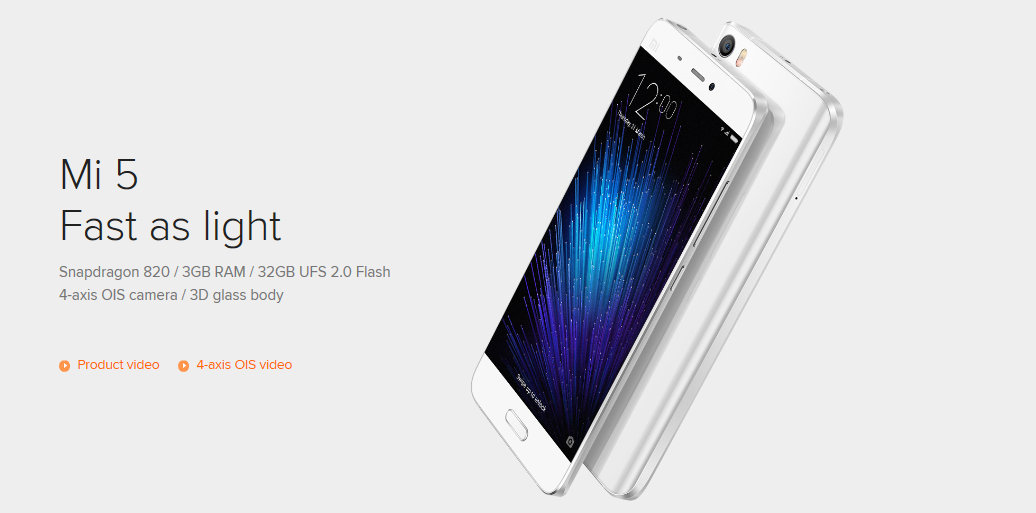 Mi 5
Fast as light
Snapdragon 820 / 3GB RAM / 32GB UFS 2.0 Flash
4-axis OIS camera / 3D glass body
Product video
4-axis OIS video
12:00
Swipe up to unlock